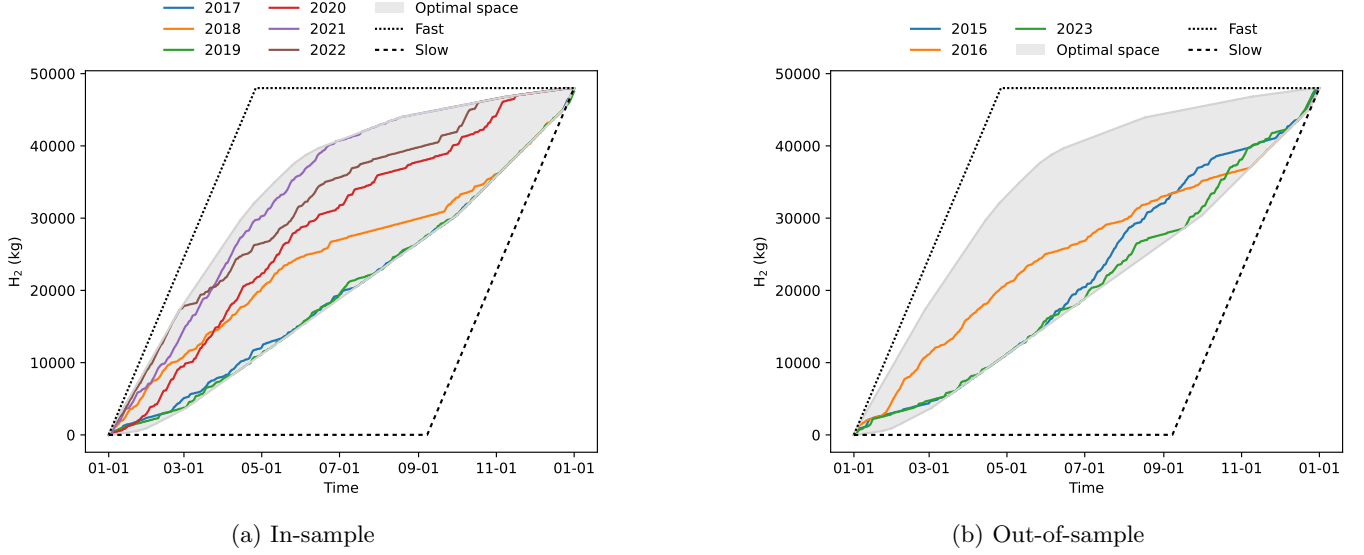 2017
2018
2019
2020
2021
2022
Optimal space
Fast
Slow
50000
40000
30000
20000
10000
0
H₂ (kg)
01-01 03-01 05-01 07-01 09-01 11-01 01-01
Time
(a) In-sample
2015
2016
2023
Optimal space
Fast
Slow
50000
40000
30000
20000
10000
0
H₂ (kg)
01-01 03-01 05-01 07-01 09-01 11-01 01-01
Time
(b) Out-of-sample